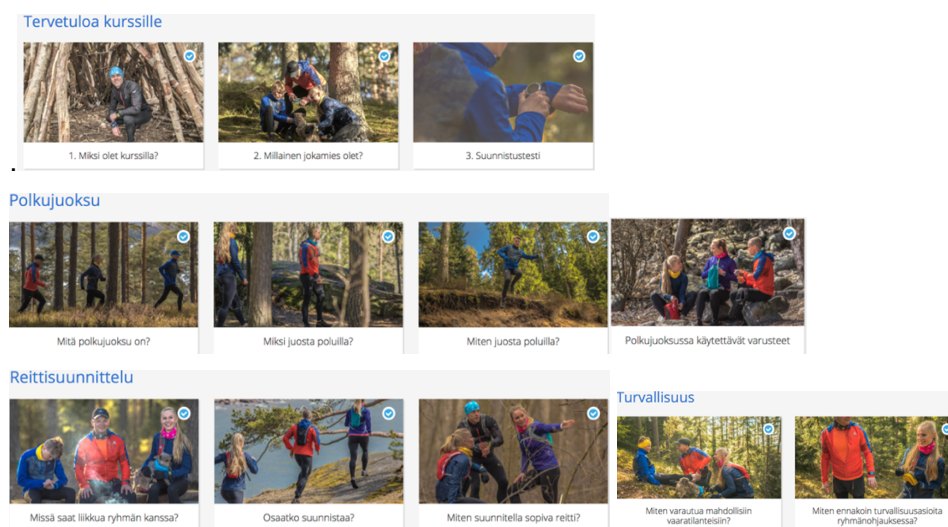 Tervetuloa kurssille
1. Miksi olet kurssilla?
2. Millainen jokamies olet?
3. Suunnistustesti
.
Polkujuoksu
Mitä polkujuoksu on?
Miksi juosta poluilla?
Miten juosta poluilla?
Polkujuoksussa käytettävät varusteet
Reittisuunnittelu
Missä saat liikkua ryhmän kanssa?
Osaatko suunnistaa?
Miten suunnitella sopiva reitti?
Turvallisuus
Miten varautua mahdollisiin
vaaratilanteisiin?
Miten ennakoin turvallisuusasioita
ryhmänohjauksessa?